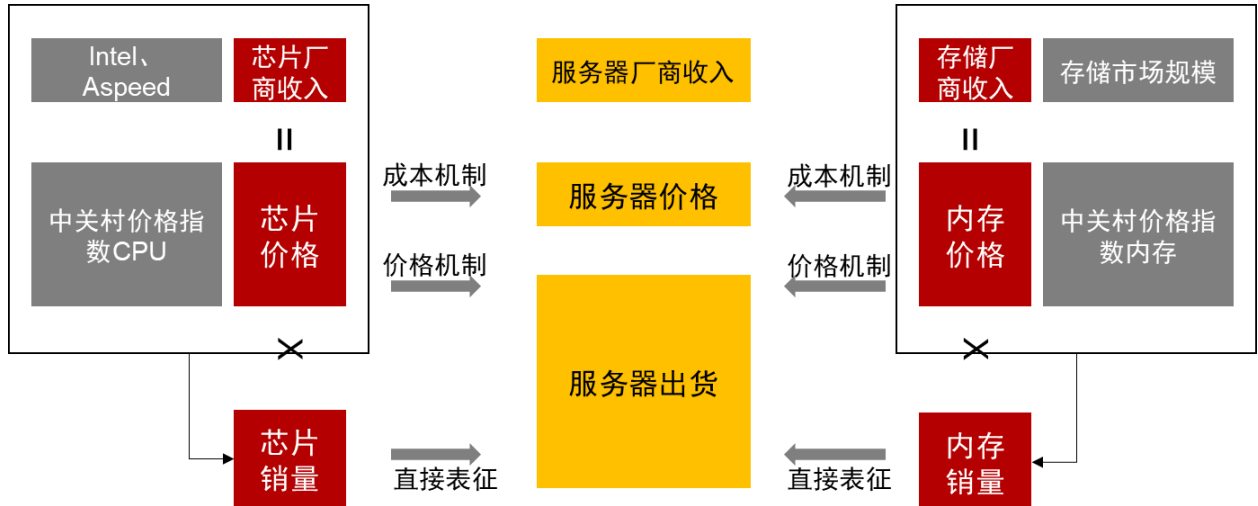 Intel、
Aspeed
芯片厂
商收入
服务器厂商收入
存储厂
商收入
存储市场规模
=
=
中关村价格指
数CPU
芯片
价格
成本机制
价格机制
服务器价格
成本机制
价格机制
内存
价格
中关村价格指
数内存
×
×
服务器出货
芯片
销量
直接表征
直接表征
内存
销量